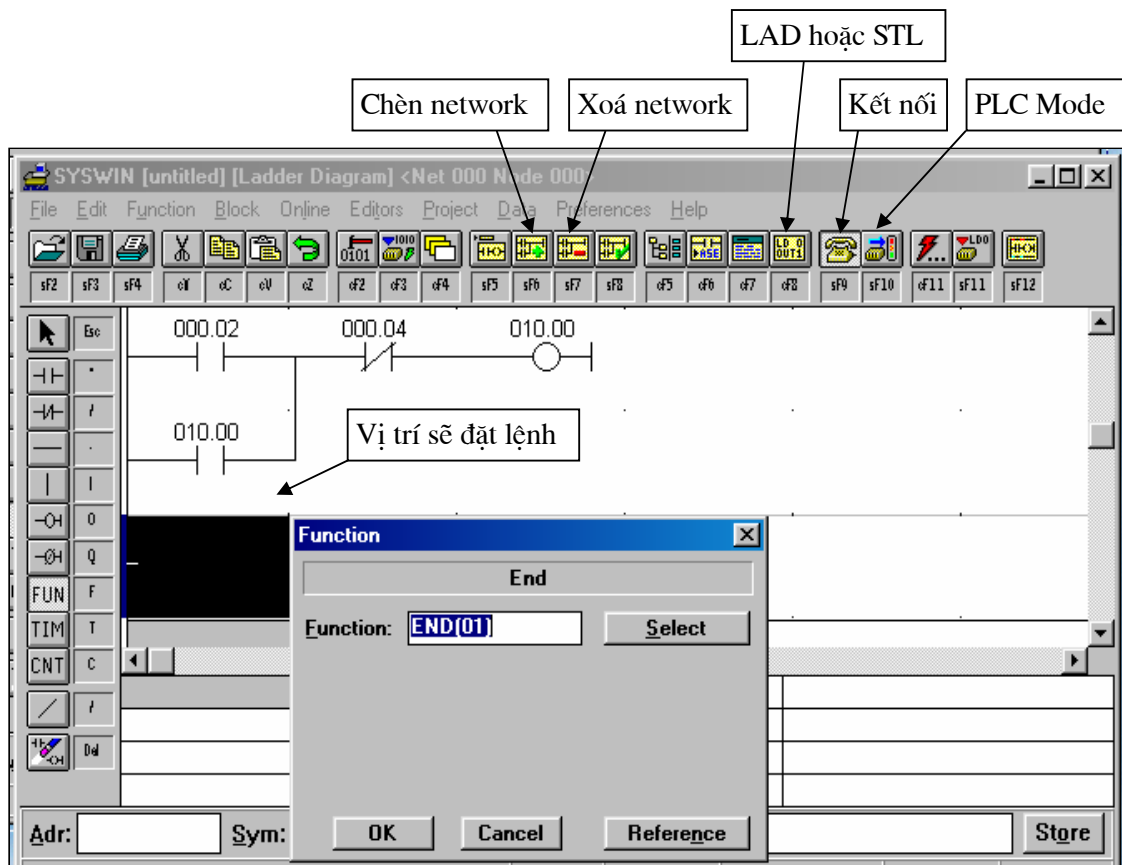 LAD hoặc STL
Chèn network
Xoá network
Kết nối
PLC Mode
SYSWIN [untitled] [Ladder Diagram] <Net 000 Node 000>
File Edit Function Block Online Editors Project Data Preferences Help
sF2 sF3 sF4 cX cC cV cZ cF2 cF3 cF4 sF5 sF6 sF7 sF8 cF5 cF6 cF7 cF8 sF9 sF10 cF11 sF11 sF12
Esc
000.02 000.04 010.00
010.00
Vị trí sẽ đặt lệnh
I
O
Q
FUN F
TIM T
CNT C
Del
Function
End
Function: END(01) Select
OK Cancel Reference
Adr: Sym: Store